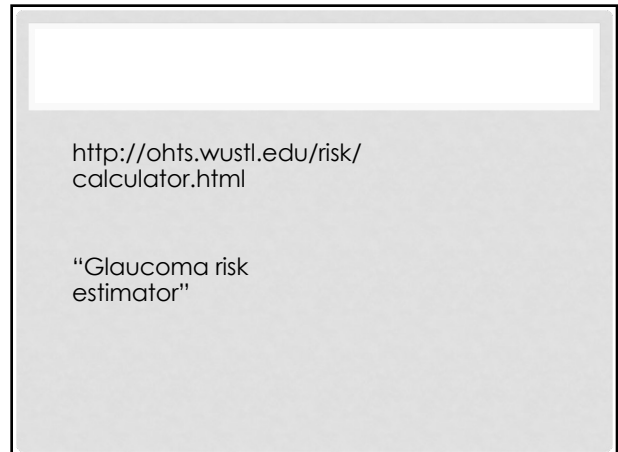 http://ohts.wustl.edu/risk/
calculator.html
“Glaucoma risk
estimator”